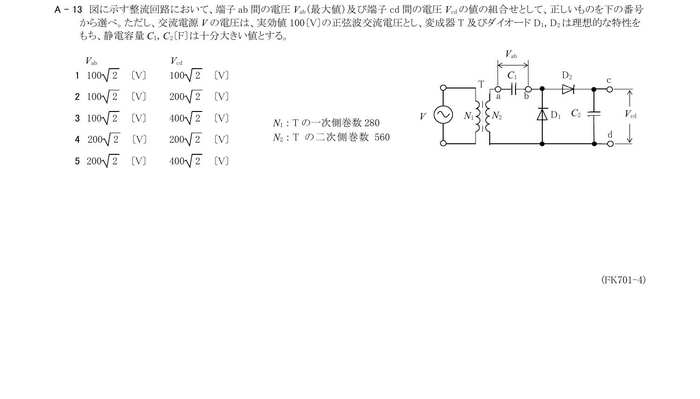 A - 13 図に示す整流回路において、端子 ab 間の電圧 Vab(最大値)及び端子 cd 間の電圧 Vcdの値の組合せとして、正しいものを下の番号
から選べ。ただし、交流電源 V の電圧は、実効値 100〔V〕の正弦波交流電圧とし、変成器 T 及びダイオード D1, D2 は理想的な特性を
もち、静電容量 C1, C2〔F〕は十分大きい値とする。
Vab Vcd
1 100√2 〔V〕 100√2 〔V〕
2 100√2 〔V〕 200√2 〔V〕
3 100√2 〔V〕 400√2 〔V〕
4 200√2 〔V〕 200√2 〔V〕
5 200√2 〔V〕 400√2 〔V〕
N1 : T の一次側巻数 280
N2 : T の二次側巻数 560
Vab
T C1 D2 c
a b
V N1 N2 D1 C2 Vcd
d
(FK701-4)